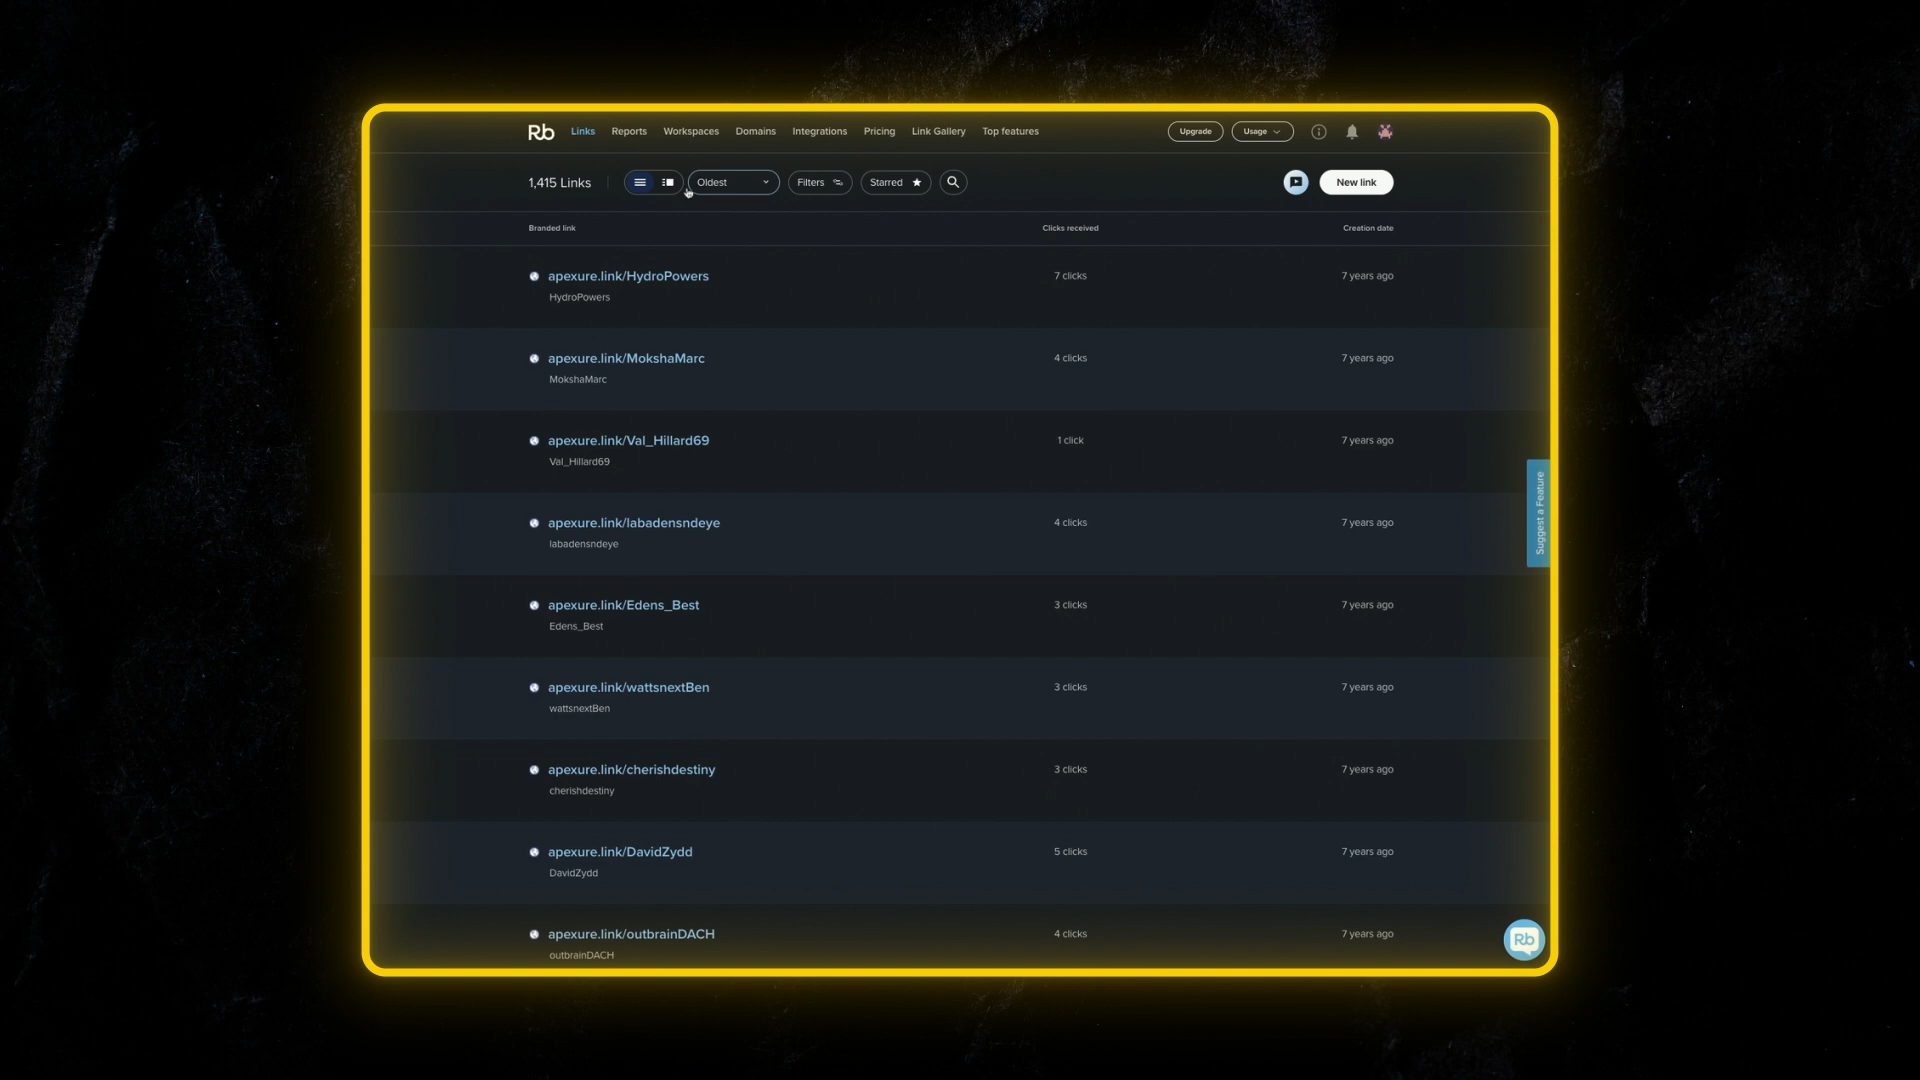 Rb Links Reports Workspaces Domains Integrations Pricing Link Gallery Top features Upgrade Usage
1,415 Links Oldest Filters Starred New link
Branded link Clicks received Creation date
apexure.link/HydroPowers 7 clicks 7 years ago
HydroPowers
apexure.link/MokshaMarc 4 clicks 7 years ago
MokshaMarc
apexure.link/Val_Hillard69 1 click 7 years ago
Val_Hillard69
apexure.link/labadensndeye 4 clicks 7 years ago
labadensndeye
Suggest a Feature
apexure.link/Edens_Best 3 clicks 7 years ago
Edens_Best
apexure.link/wattsnextBen 3 clicks 7 years ago
wattsnextBen
apexure.link/cherishdestiny 3 clicks 7 years ago
cherishdestiny
apexure.link/DavidZydd 5 clicks 7 years ago
DavidZydd
apexure.link/outbrainDACH 4 clicks 7 years ago
outbrainDACH
Rb